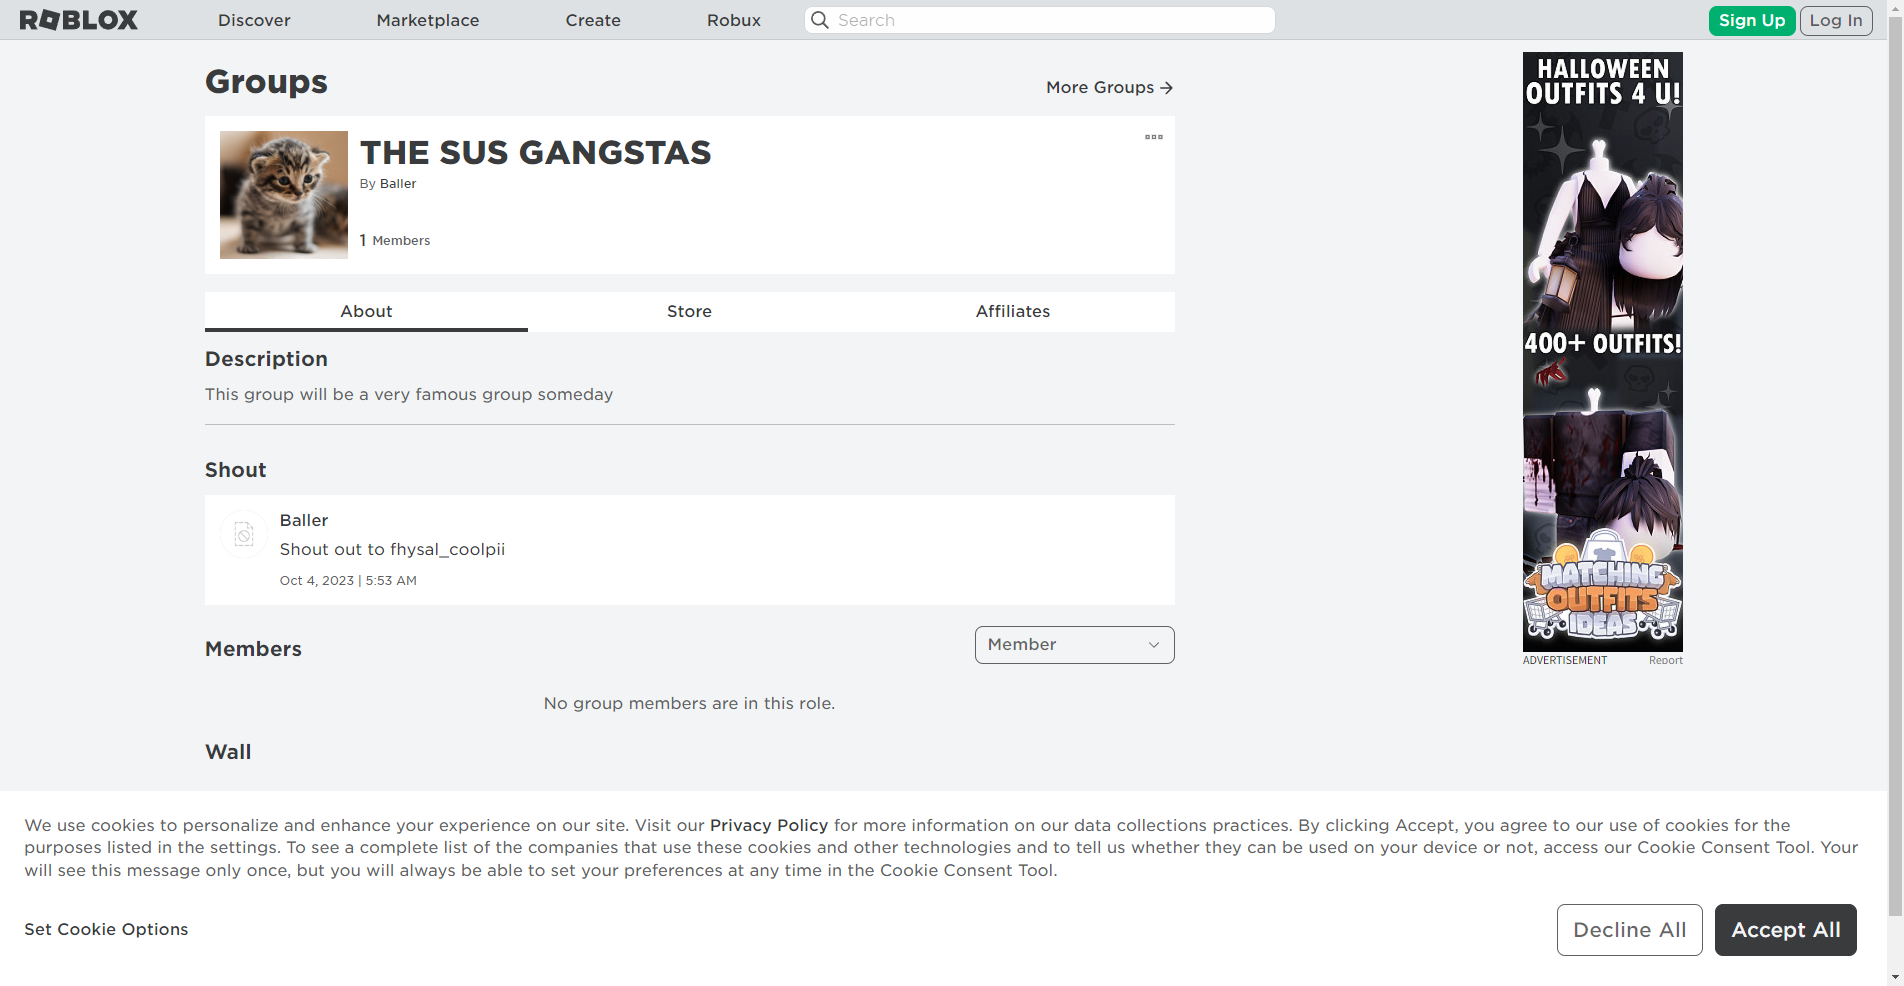 ROBLOX
Discover
Marketplace
Create
Robux
Search
Sign Up
Log In
Groups
More Groups
THE SUS GANGSTAS
By Baller
1 Members
About
Store
Affiliates
Description
This group will be a very famous group someday
Shout
Baller
Shout out to fhysal_coolpii
Oct 4, 2023 | 5:53 AM
Members
Member
No group members are in this role.
Wall
HALLOWEEN
OUTFITS 4 U!
400+ OUTFITS!
MATCHING
OUTFITS
IDEAS
ADVERTISEMENT
Report
We use cookies to personalize and enhance your experience on our site. Visit our Privacy Policy for more information on our data collections practices. By clicking Accept, you agree to our use of cookies for the
purposes listed in the settings. To see a complete list of the companies that use these cookies and other technologies and to tell us whether they can be used on your device or not, access our Cookie Consent Tool. Your
will see this message only once, but you will always be able to set your preferences at any time in the Cookie Consent Tool.
Set Cookie Options
Decline All
Accept All